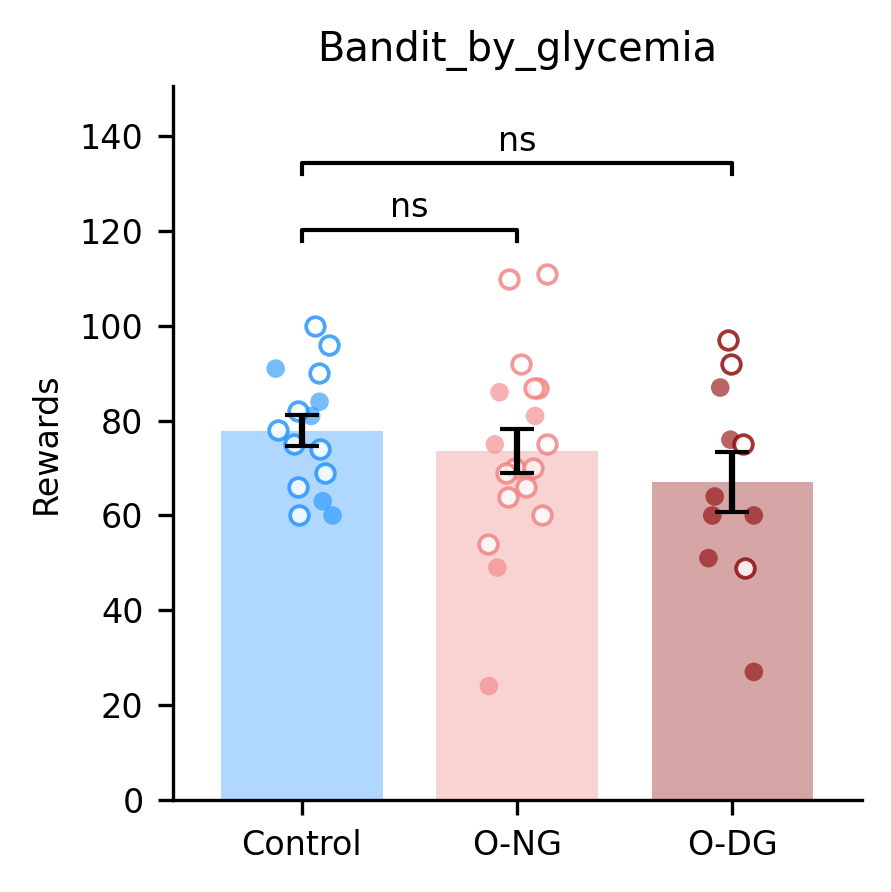 Bandit_by_glycemia
140
ns
120
ns
100
80
60
40
20
0
Rewards
Control
O-NG
O-DG